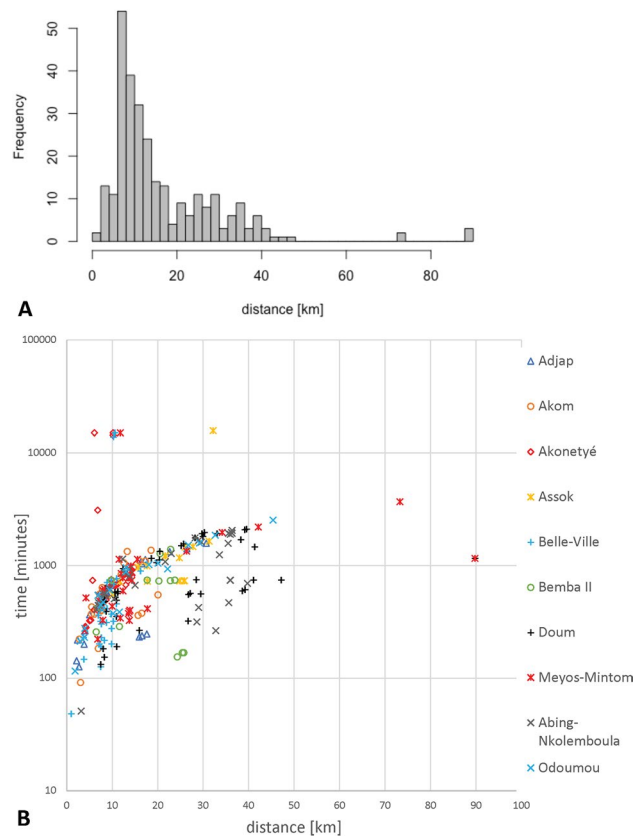 50
40
30
20
10
0
Frequency
0 20 40 60 80
distance [km]
A
100000
10000
1000
100
10
time [minutes]
0 10 20 30 40 50 60 70 80 90 100
distance [km]
B
Adjap
Akom
Akonetyé
Assok
Belle-Ville
Bemba II
Doum
Meyos-Mintom
Abing-
Nkolemboula
Odoumou